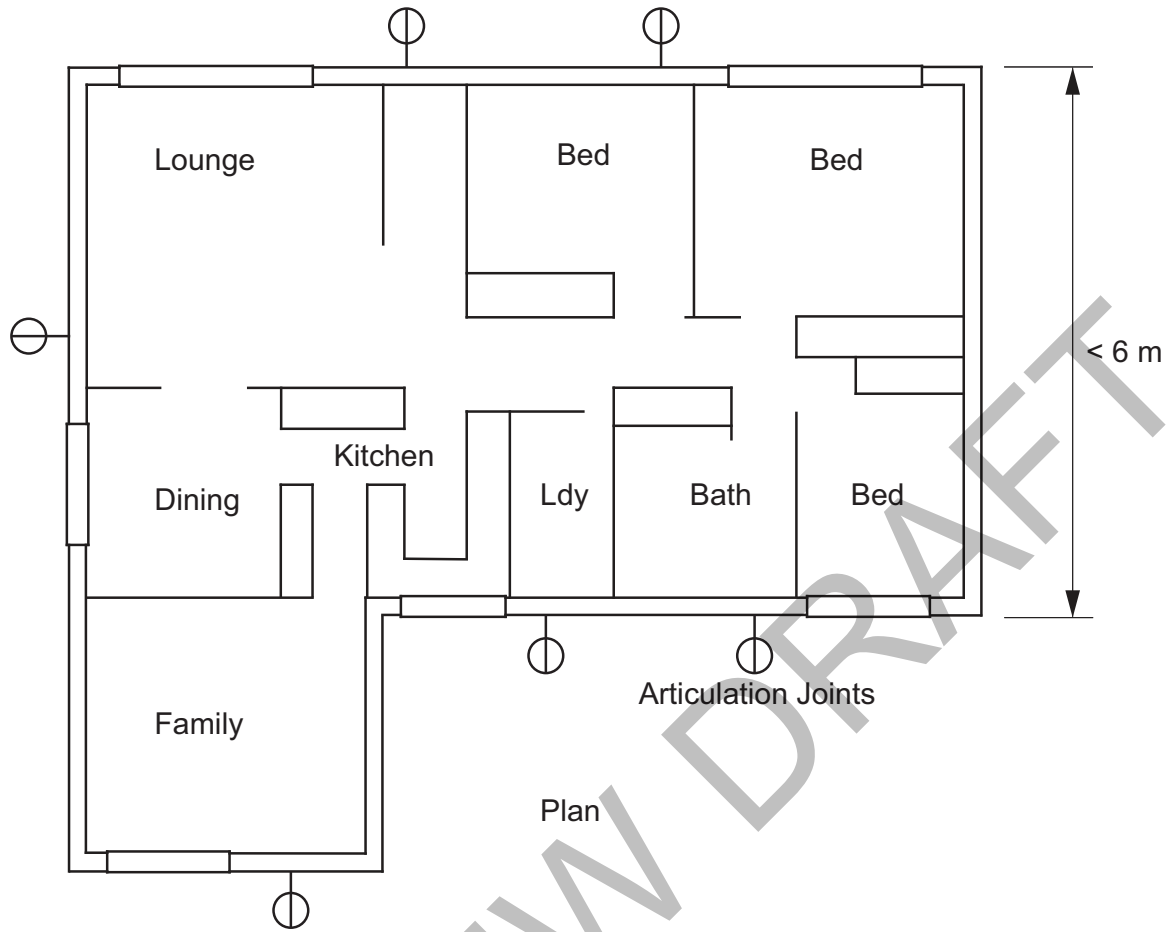 Lounge
Bed
Bed
< 6 m
Kitchen
Dining
Ldy
Bath
Bed
Articulation Joints
Family
Plan
W DRAFT